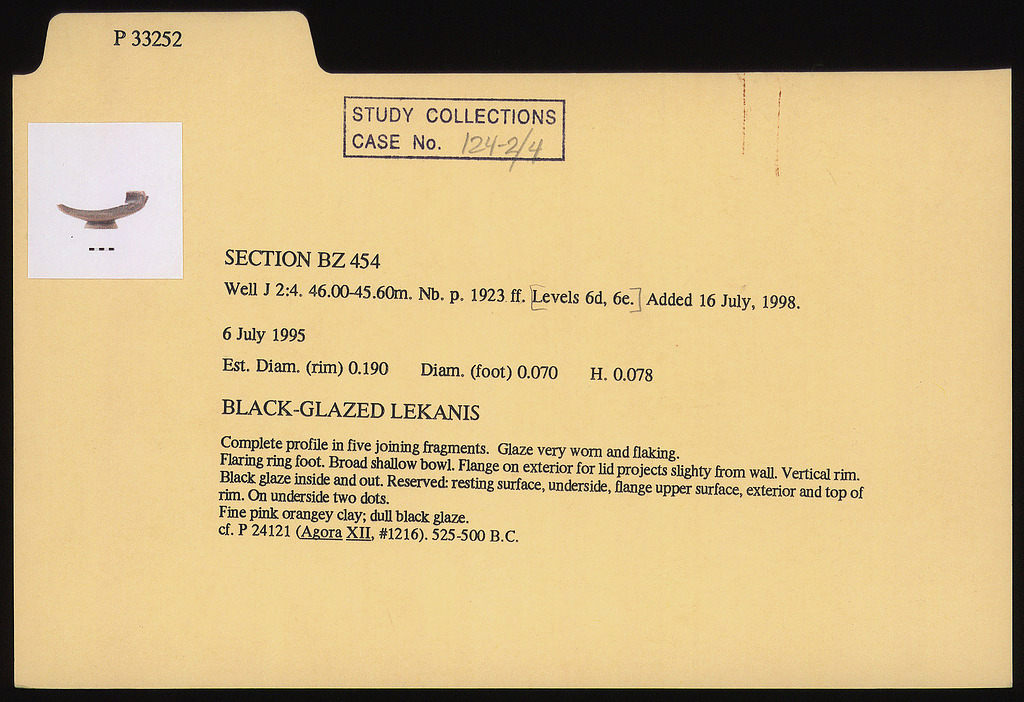 P 33252
STUDY COLLECTIONS
CASE No. 124-2/4
SECTION BZ 454
Well J 2:4. 46.00-45.60m. Nb. p. 1923 ff. [Levels 6d, 6e.] Added 16 July, 1998.
6 July 1995
Est. Diam. (rim) 0.190 Diam. (foot) 0.070 H. 0.078
BLACK-GLAZED LEKANIS
Complete profile in five joining fragments. Glaze very worn and flaking.
Flaring ring foot. Broad shallow bowl. Flange on exterior for lid projects slighty from wall. Vertical rim.
Black glaze inside and out. Reserved: resting surface, underside, flange upper surface, exterior and top of
rim. On underside two dots.
Fine pink orangey clay; dull black glaze.
cf. P 24121 (Agora XII, #1216). 525-500 B.C.